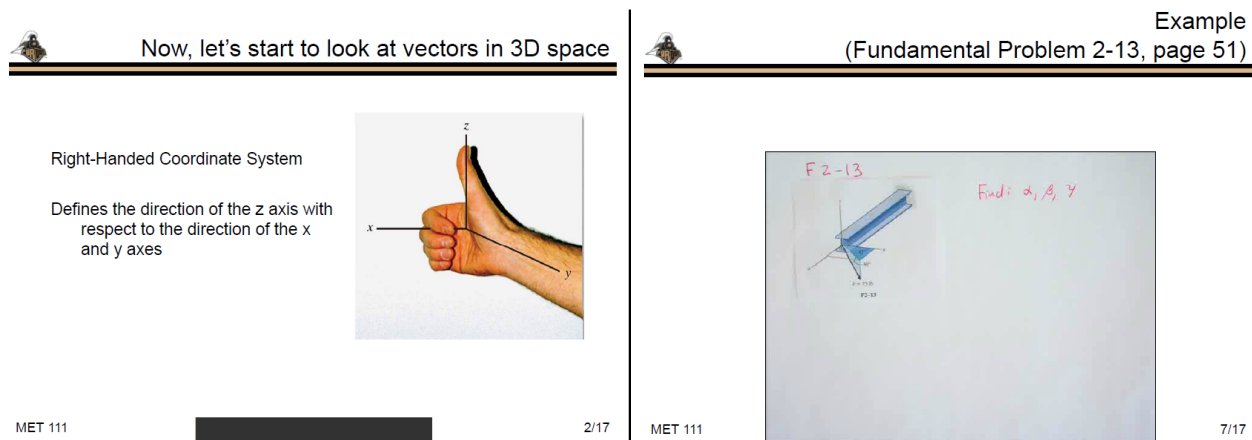 Now, let's start to look at vectors in 3D space
Right-Handed Coordinate System
Defines the direction of the z axis with
respect to the direction of the x
and y axes
z
x
y
MET 111
2/17
Example
(Fundamental Problem 2-13, page 51)
F 2-13
Find: α, β, γ
F2-13
MET 111
7/17